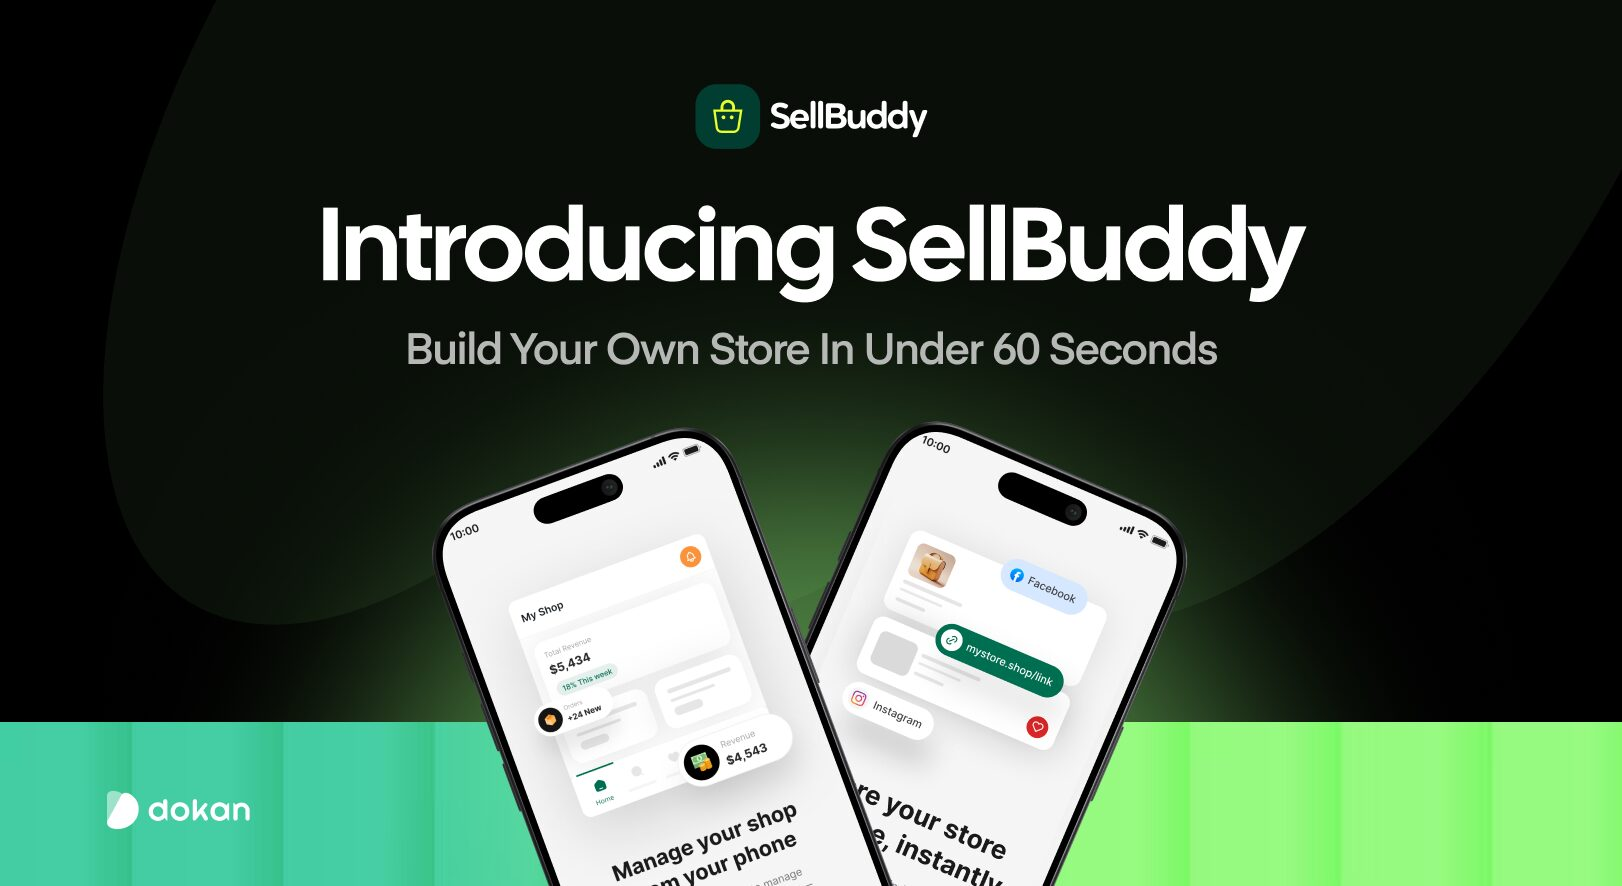 SellBuddy
Introducing SellBuddy
Build Your Own Store In Under 60 Seconds
10:00
My Shop
Total Revenue
$5,434
18% This week
Orders
+24 New
Revenue
$4,543
Home
Manage your shop
your phone
manage
10:00
Facebook
mystore.shop/link
Instagram
your store
instantly
dokan